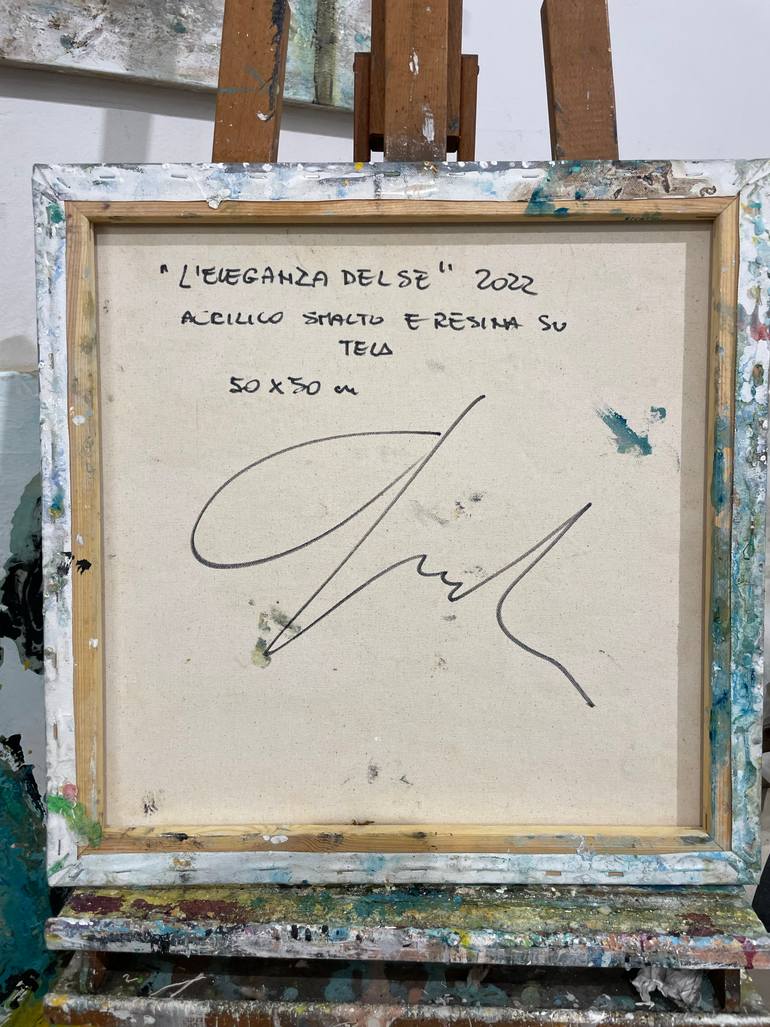 "L'ELEGANZA DEL SE" 2022
ACRILICO SMALTO E RESINA SU
TELA
50 X 50 cm